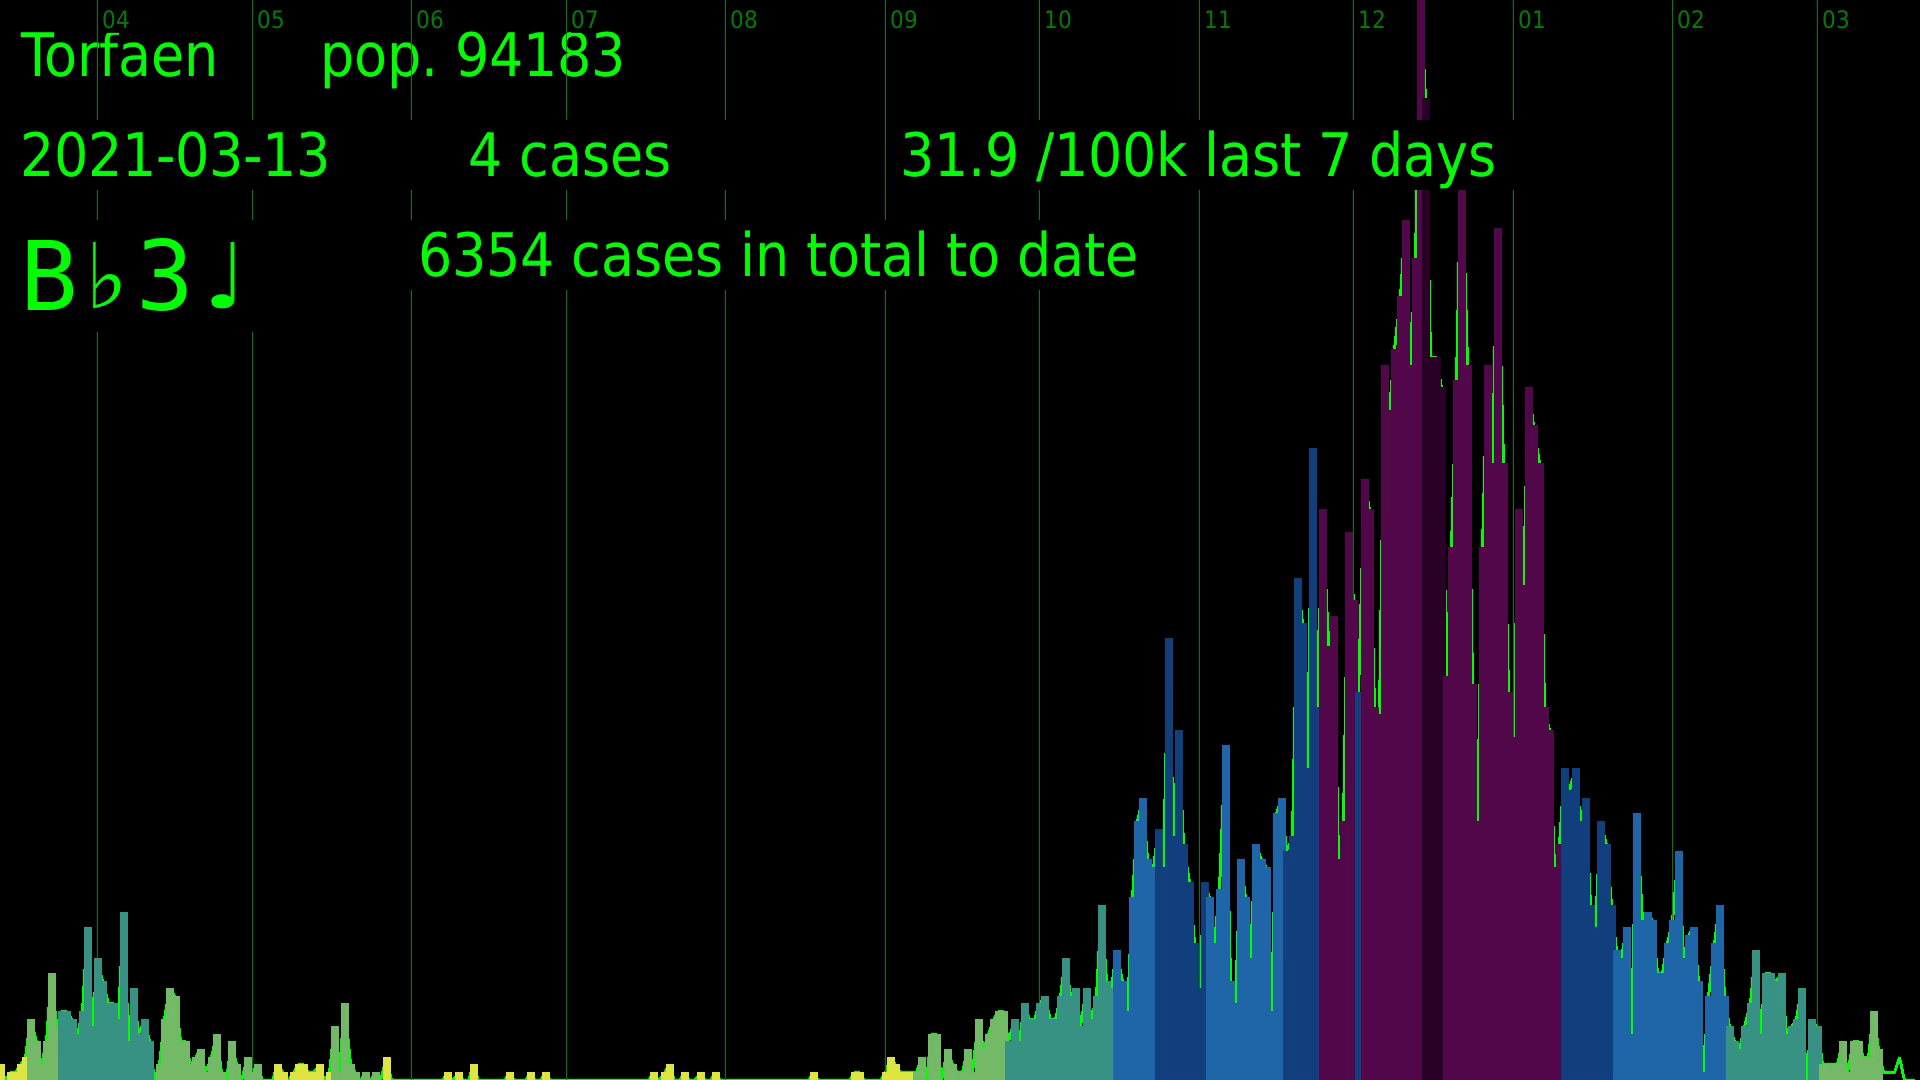 04 05 06 07 08 09 10 11 12 01 02 03
Torfaen pop. 94183
2021-03-13 4 cases 31.9 /100k last 7 days
B♭3♩ 6354 cases in total to date